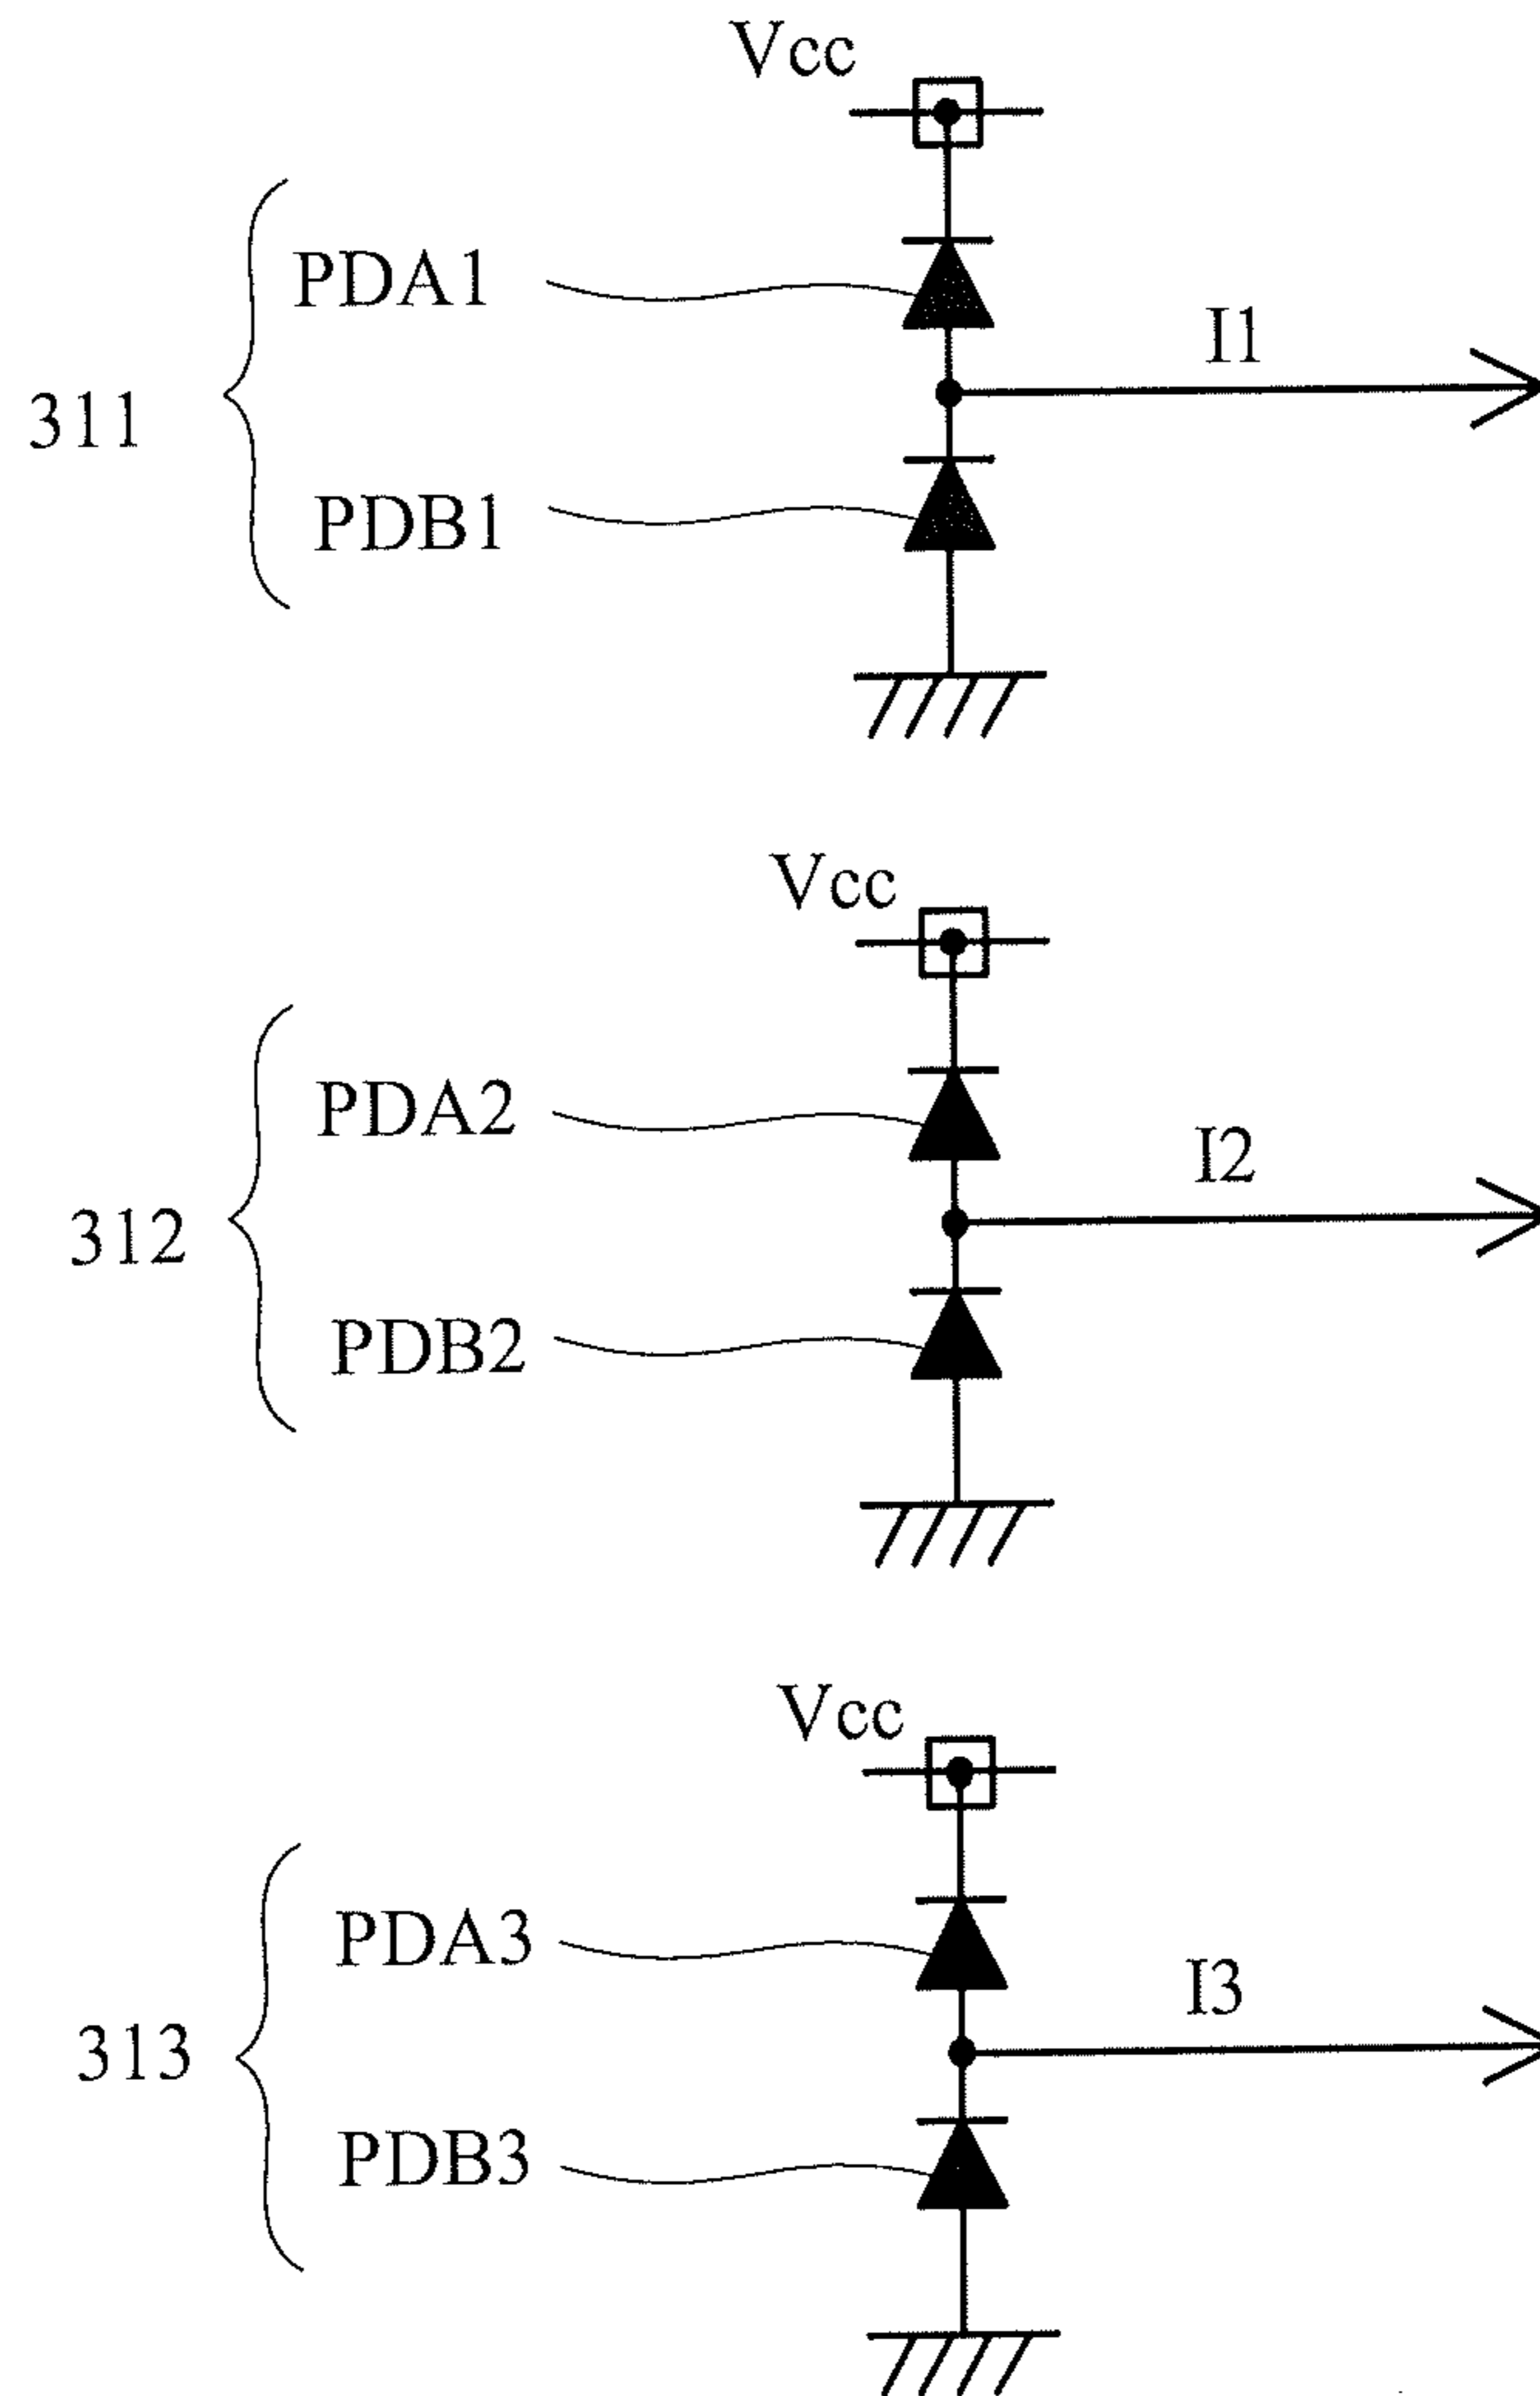 Vcc
PDA1
I1
311
PDB1
Vcc
PDA2
I2
312
PDB2
Vcc
PDA3
I3
313
PDB3